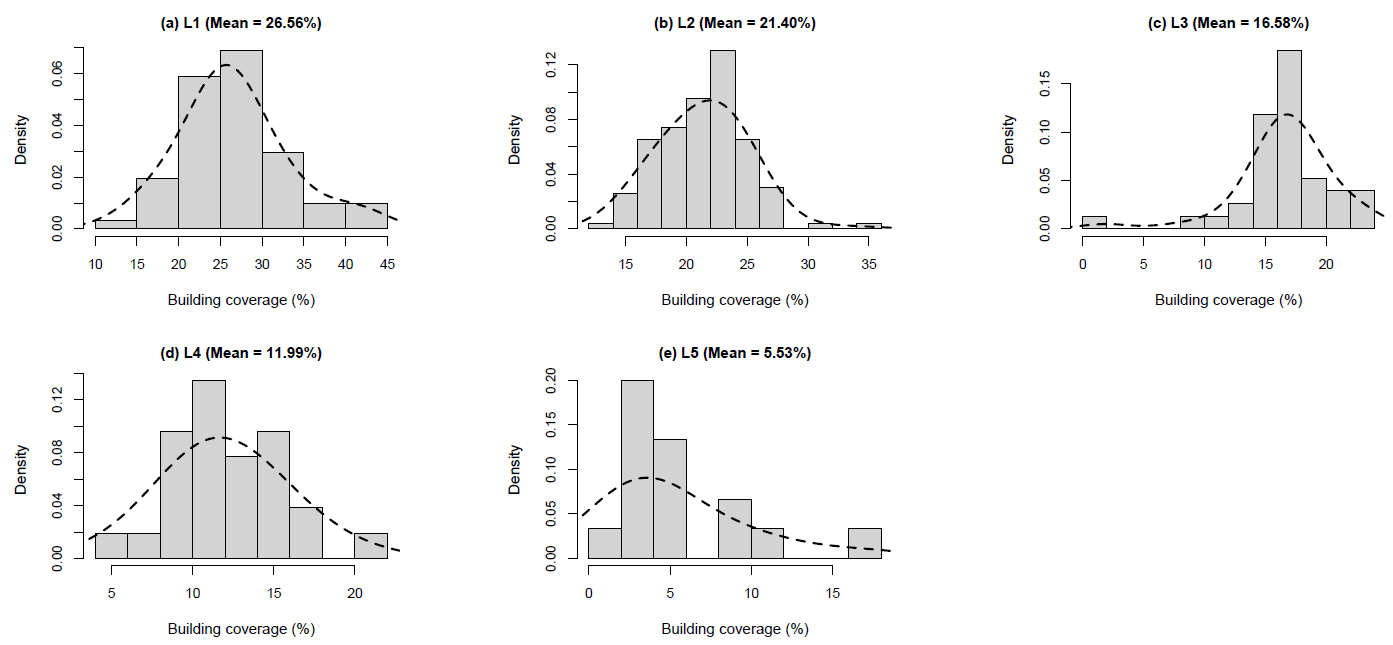 (a) L1 (Mean = 26.56%)
Density
0.00 0.02 0.04 0.06
10 15 20 25 30 35 40 45
Building coverage (%)
(b) L2 (Mean = 21.40%)
Density
0.00 0.04 0.08 0.12
15 20 25 30 35
Building coverage (%)
(c) L3 (Mean = 16.58%)
Density
0.00 0.05 0.10 0.15
0 5 10 15 20
Building coverage (%)
(d) L4 (Mean = 11.99%)
Density
0.00 0.04 0.08 0.12
5 10 15 20
Building coverage (%)
(e) L5 (Mean = 5.53%)
Density
0.00 0.05 0.10 0.15 0.20
0 5 10 15
Building coverage (%)